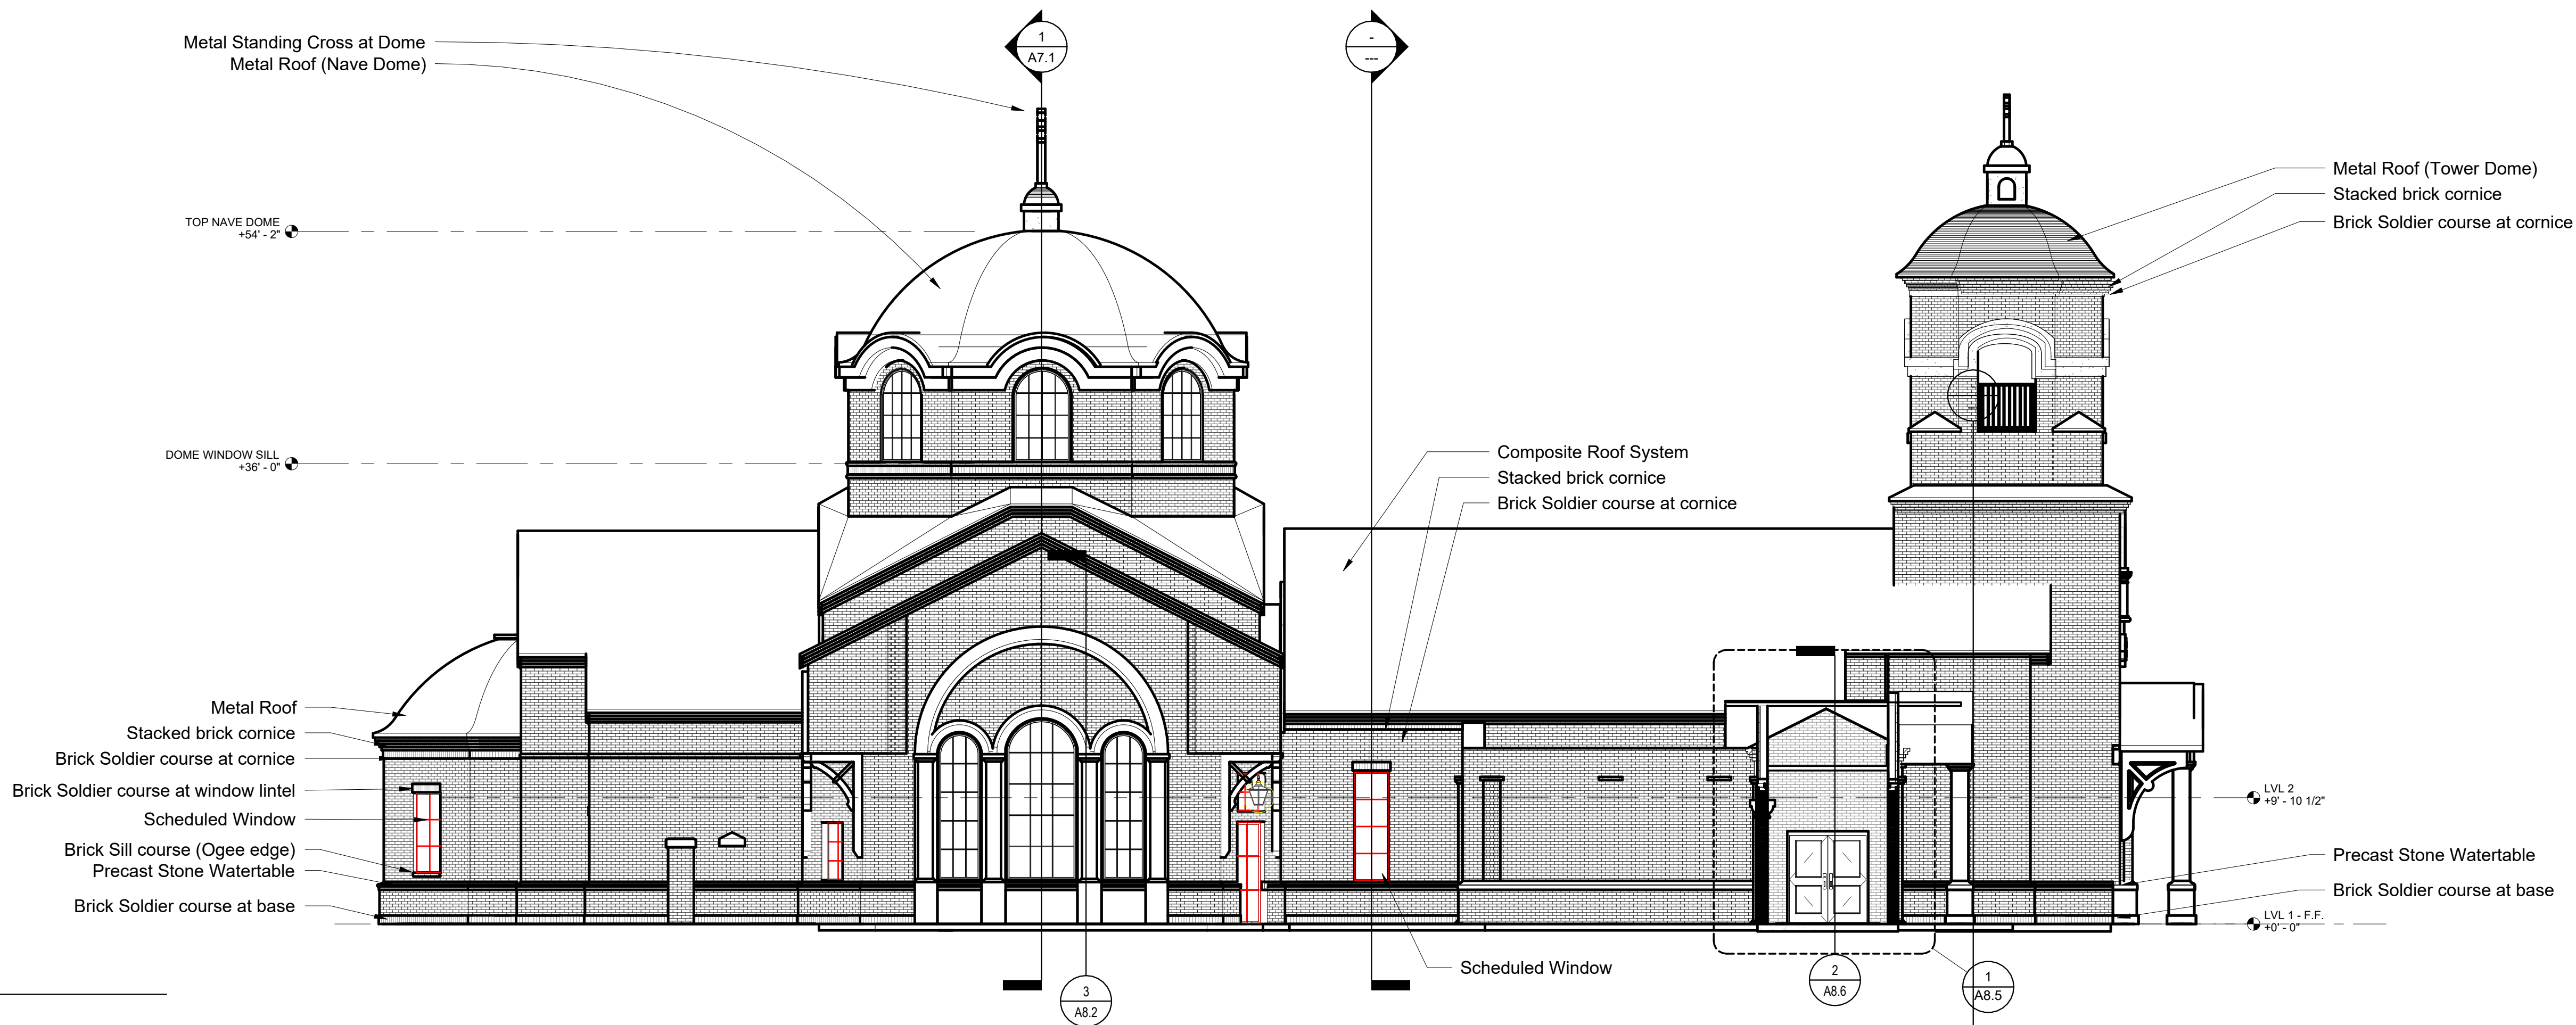 Metal Standing Cross at Dome
Metal Roof (Nave Dome)
1
A7.1
-
---
Metal Roof (Tower Dome)
Stacked brick cornice
Brick Soldier course at cornice
TOP NAVE DOME
+54' - 2"
DOME WINDOW SILL
+36' - 0"
Composite Roof System
Stacked brick cornice
Brick Soldier course at cornice
Metal Roof
Stacked brick cornice
Brick Soldier course at cornice
Brick Soldier course at window lintel
Scheduled Window
Brick Sill course (Ogee edge)
Precast Stone Watertable
Brick Soldier course at base
LVL 2
+9' - 10 1/2"
Precast Stone Watertable
Brick Soldier course at base
LVL 1 - F.F.
+0' - 0"
Scheduled Window
3
A8.2
2
A8.6
1
A8.5